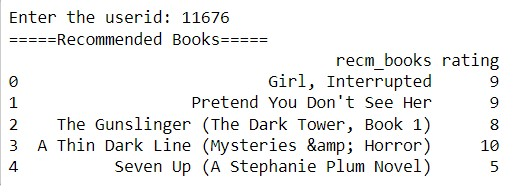 Enter the userid: 11676
=====Recommended Books=====
recm_books rating
0 Girl, Interrupted 9
1 Pretend You Don't See Her 9
2 The Gunslinger (The Dark Tower, Book 1) 8
3 A Thin Dark Line (Mysteries &amp; Horror) 10
4 Seven Up (A Stephanie Plum Novel) 5